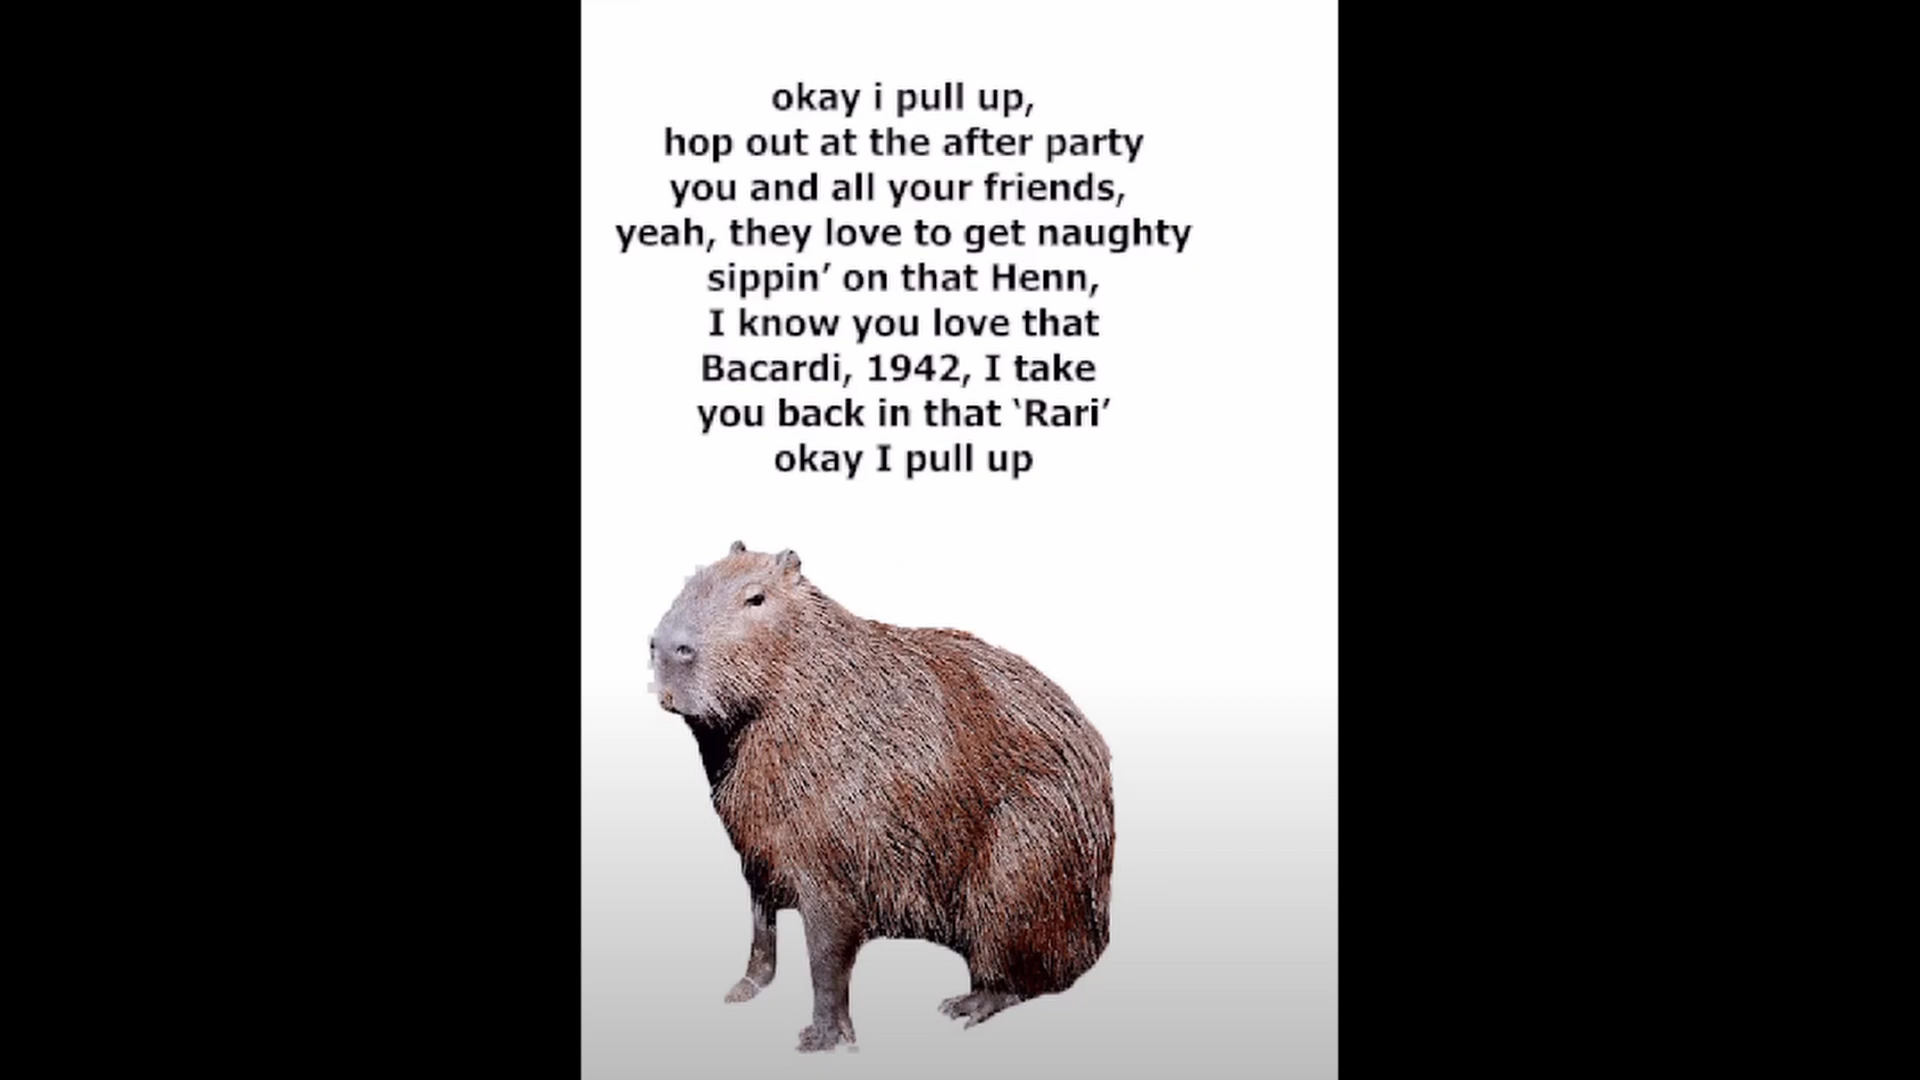 okay i pull up,
hop out at the after party
you and all your friends,
yeah, they love to get naughty
sippin’ on that Henn,
I know you love that
Bacardi, 1942, I take
you back in that ‘Rari’
okay I pull up